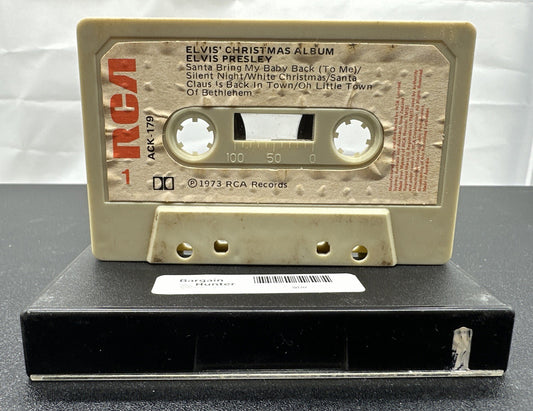 ELVIS' CHRISTMAS ALBUM
ELVIS PRESLEY
Santa Bring My Baby Back (To Me)/
Silent Night/White Christmas/Santa
Claus Is Back In Town/Oh Little Town
Of Bethlehem
RCA
1
ACK-179
100 50 0
℗1973 RCA Records
Bargain
Hunter